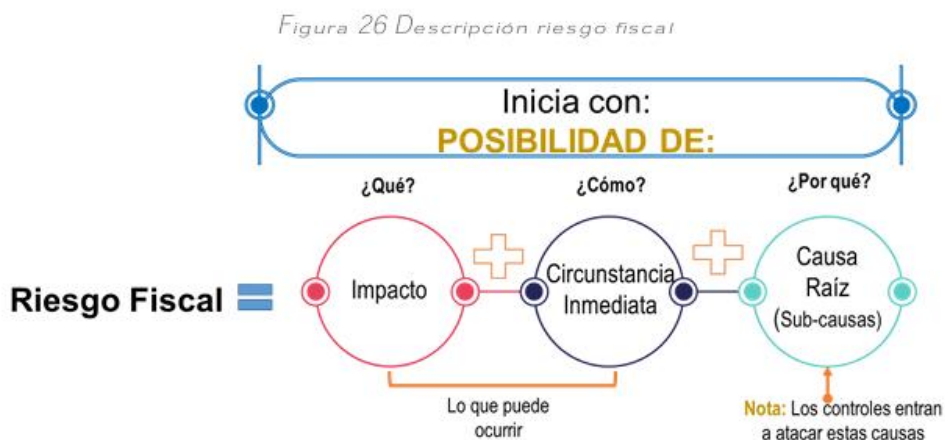 Figura 26 Descripción riesgo fiscal
Inicia con:
POSIBILIDAD DE:
¿Qué?
¿Cómo?
¿Por qué?
Riesgo Fiscal =
Impacto
Circunstancia
Inmediata
Causa
Raíz
(Sub-causas)
Lo que puede
ocurrir
Nota: Los controles entran
a atacar estas causas